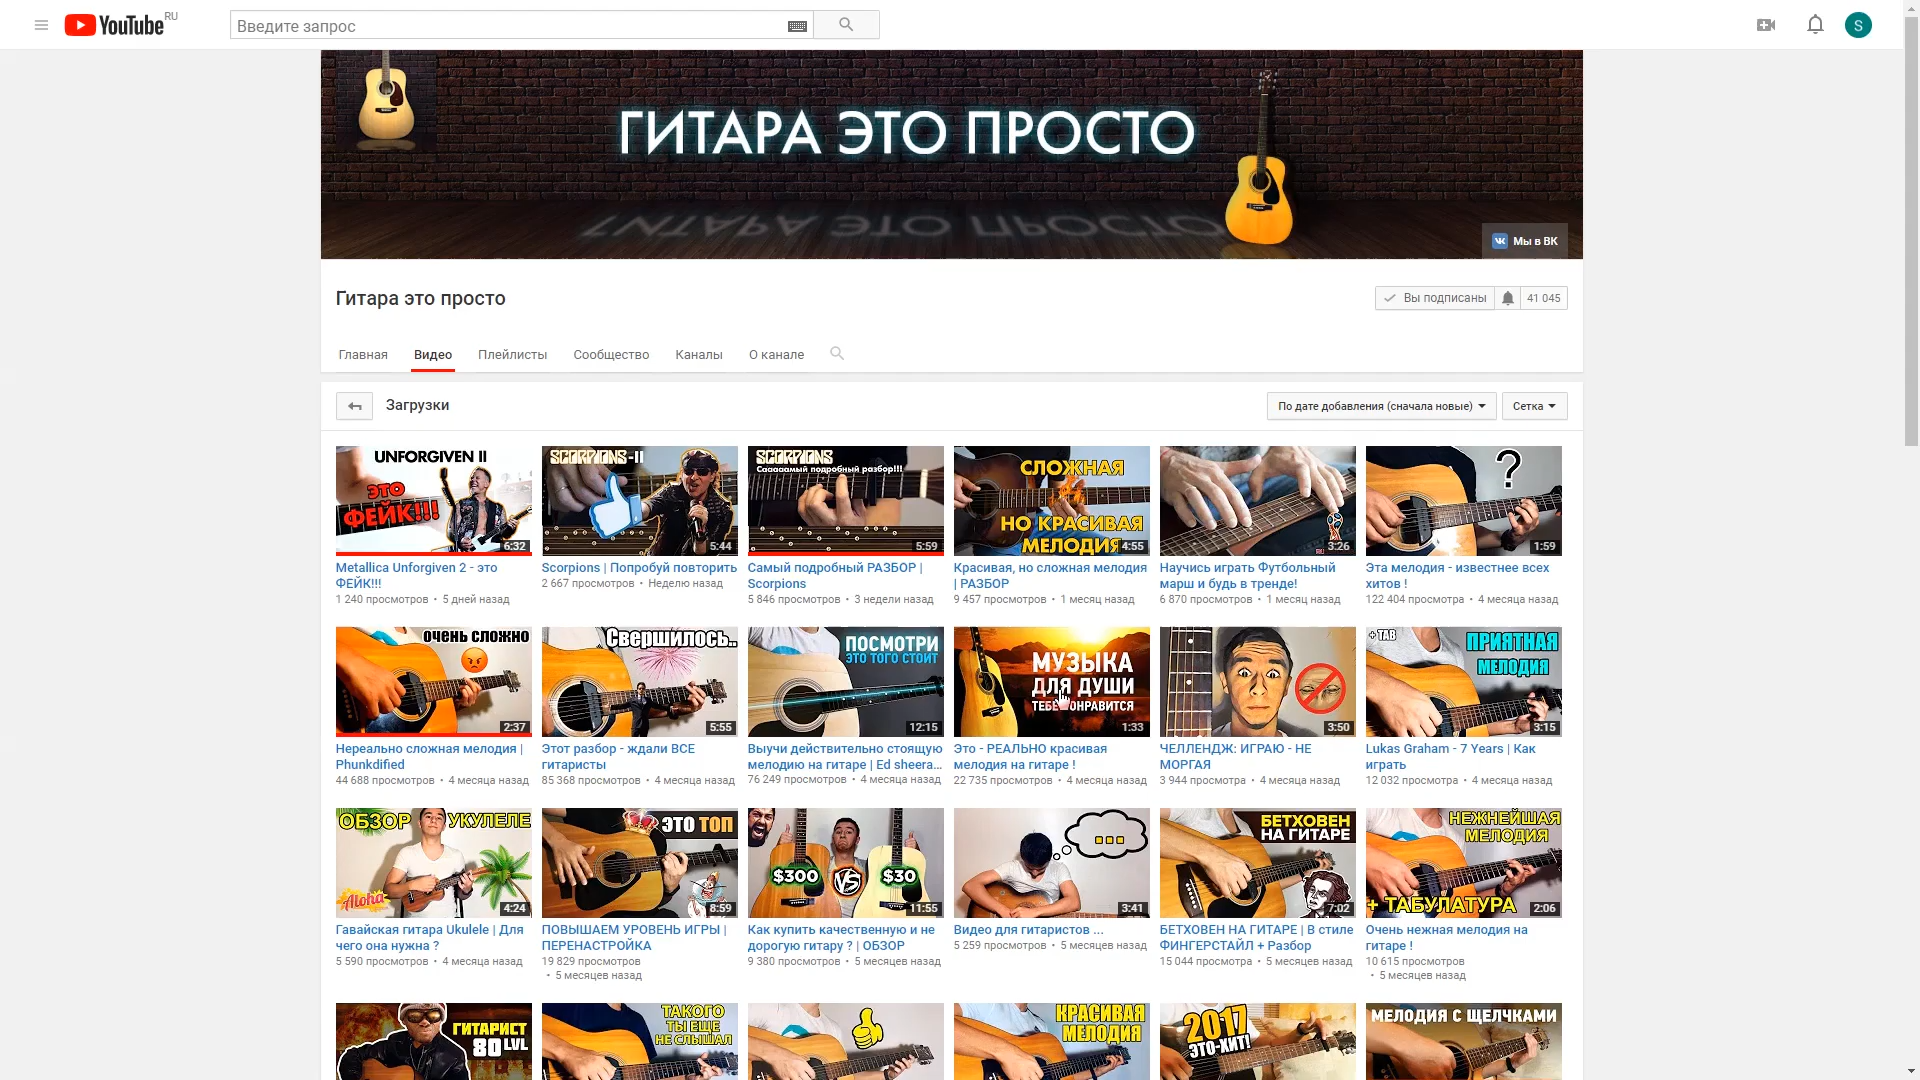 YouTube RU
Введите запрос
S
ГИТАРА ЭТО ПРОСТО
Мы в ВК
Гитара это просто
Вы подписаны 41 045
Главная Видео Плейлисты Сообщество Каналы О канале
Загрузки
По дате добавления (сначала новые) Сетка
UNFORGIVEN II
ЭТО
ФЕЙК!!!
6:32
SCORPIONS-II
5:44
SCORPIONS
Сааааамый подробный разбор!!!
5:59
СЛОЖНАЯ
НО КРАСИВАЯ
МЕЛОДИЯ
4:55
3:26
?
1:59
Metallica Unforgiven 2 - это
ФЕЙК!!!
1 240 просмотров • 5 дней назад
Scorpions | Попробуй повторить
2 667 просмотров • Неделю назад
Самый подробный РАЗБОР |
Scorpions
5 846 просмотров • 3 недели назад
Красивая, но сложная мелодия
| РАЗБОР
9 457 просмотров • 1 месяц назад
Научись играть Футбольный
марш и будь в тренде!
6 870 просмотров • 1 месяц назад
Эта мелодия - известнее всех
хитов !
122 404 просмотра • 4 месяца назад
ОЧЕНЬ СЛОЖНО
2:37
Свершилось..
5:55
ПОСМОТРИ
ЭТО ТОГО СТОИТ
12:15
МУЗЫКА
ДЛЯ ДУШИ
ТЕБЕ ПОНРАВИТСЯ
1:33
3:50
+ TAB
ПРИЯТНАЯ
МЕЛОДИЯ
3:15
Нереально сложная мелодия |
Phunkdified
44 688 просмотров • 4 месяца назад
Этот разбор - ждали ВСЕ
гитаристы
85 368 просмотров • 4 месяца назад
Выучи действительно стоящую
мелодию на гитаре | Ed sheera...
76 249 просмотров • 4 месяца назад
Это - РЕАЛЬНО красивая
мелодия на гитаре !
22 735 просмотров • 4 месяца назад
ЧЕЛЛЕНДЖ: ИГРАЮ - НЕ
МОРГАЯ
3 944 просмотра • 4 месяца назад
Lukas Graham - 7 Years | Как
играть
12 032 просмотра • 4 месяца назад
ОБЗОР УКУЛЕЛЕ
Aloha
4:24
ЭТО ТОП
8:59
$300 VS $30
11:55
...
3:41
БЕТХОВЕН
НА ГИТАРЕ
7:02
НЕЖНЕЙШАЯ
МЕЛОДИЯ
+ ТАБУЛАТУРА
2:06
Гавайская гитара Ukulele | Для
чего она нужна ?
5 590 просмотров • 4 месяца назад
ПОВЫШАЕМ УРОВЕНЬ ИГРЫ |
ПЕРЕНАСТРОЙКА
19 829 просмотров
• 5 месяцев назад
Как купить качественную и не
дорогую гитару ? | ОБЗОР
9 380 просмотров • 5 месяцев назад
Видео для гитаристов ...
5 259 просмотров • 5 месяцев назад
БЕТХОВЕН НА ГИТАРЕ | В стиле
ФИНГЕРСТАЙЛ + Разбор
15 044 просмотра • 5 месяцев назад
Очень нежная мелодия на
гитаре !
10 615 просмотров
• 5 месяцев назад
ГИТАРИСТ
80 LVL
ТАКОГО
ТЫ ЕЩЕ
НЕ СЛЫШАЛ
КРАСИВАЯ
МЕЛОДИЯ
2017
ЭТО-ХИТ!
МЕЛОДИЯ С ЩЕЛЧКАМИ